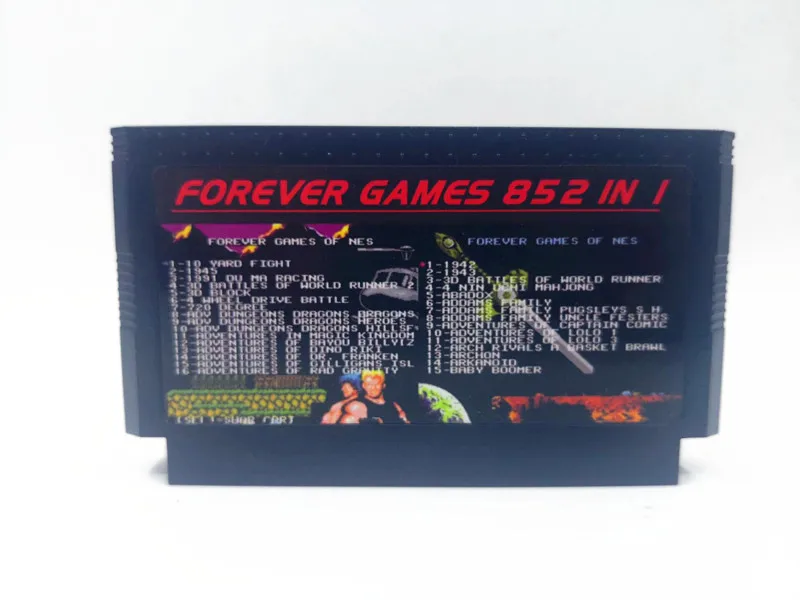 FOREVER GAMES 852 IN 1
FOREVER GAMES OF NES
1-10 YARD FIGHT
2-1945
3-1991 DU MA RACING
4-3D BATTLES OF WORLD RUNNER 2
5-3D BLOCK
6-4 WHEEL DRIVE BATTLE
7-720 DEGREE
8-ADV DUNGEONS DRAGONS DRAGONS
9-ADV DUNGEONS DRAGONS HEROES
10-ADV DUNGEONS DRAGONS HILLSF
11-ADVENTURES IN MAGIC KINGDOM
12-ADVENTURES OF BAYOU BILLY
13-ADVENTURES OF DINO RIKI
14-ADVENTURES OF DR. FRANKEN
15-ADVENTURES OF GILLIGANS ISL
16-ADVENTURES OF RAD GRAVITY
[SEL]-SWAP CART
FOREVER GAMES OF NES
1-1942
2-1943
3-3D BATTLES OF WORLD RUNNER
4-4 NIN UCHI MAHJONG
5-ABADOX
6-ADDAMS FAMILY
7-ADDAMS FAMILY PUGSLEYS S.H
8-ADDAMS FAMILY UNCLE FESTERS
9-ADVENTURES OF CAPTAIN COMIC
10-ADVENTURES OF LOLO 1
11-ADVENTURES OF LOLO 3
12-ARCH RIVALS A BASKET BRAWL
13-ARCHON
14-ARKANOID
15-BABY BOOMER